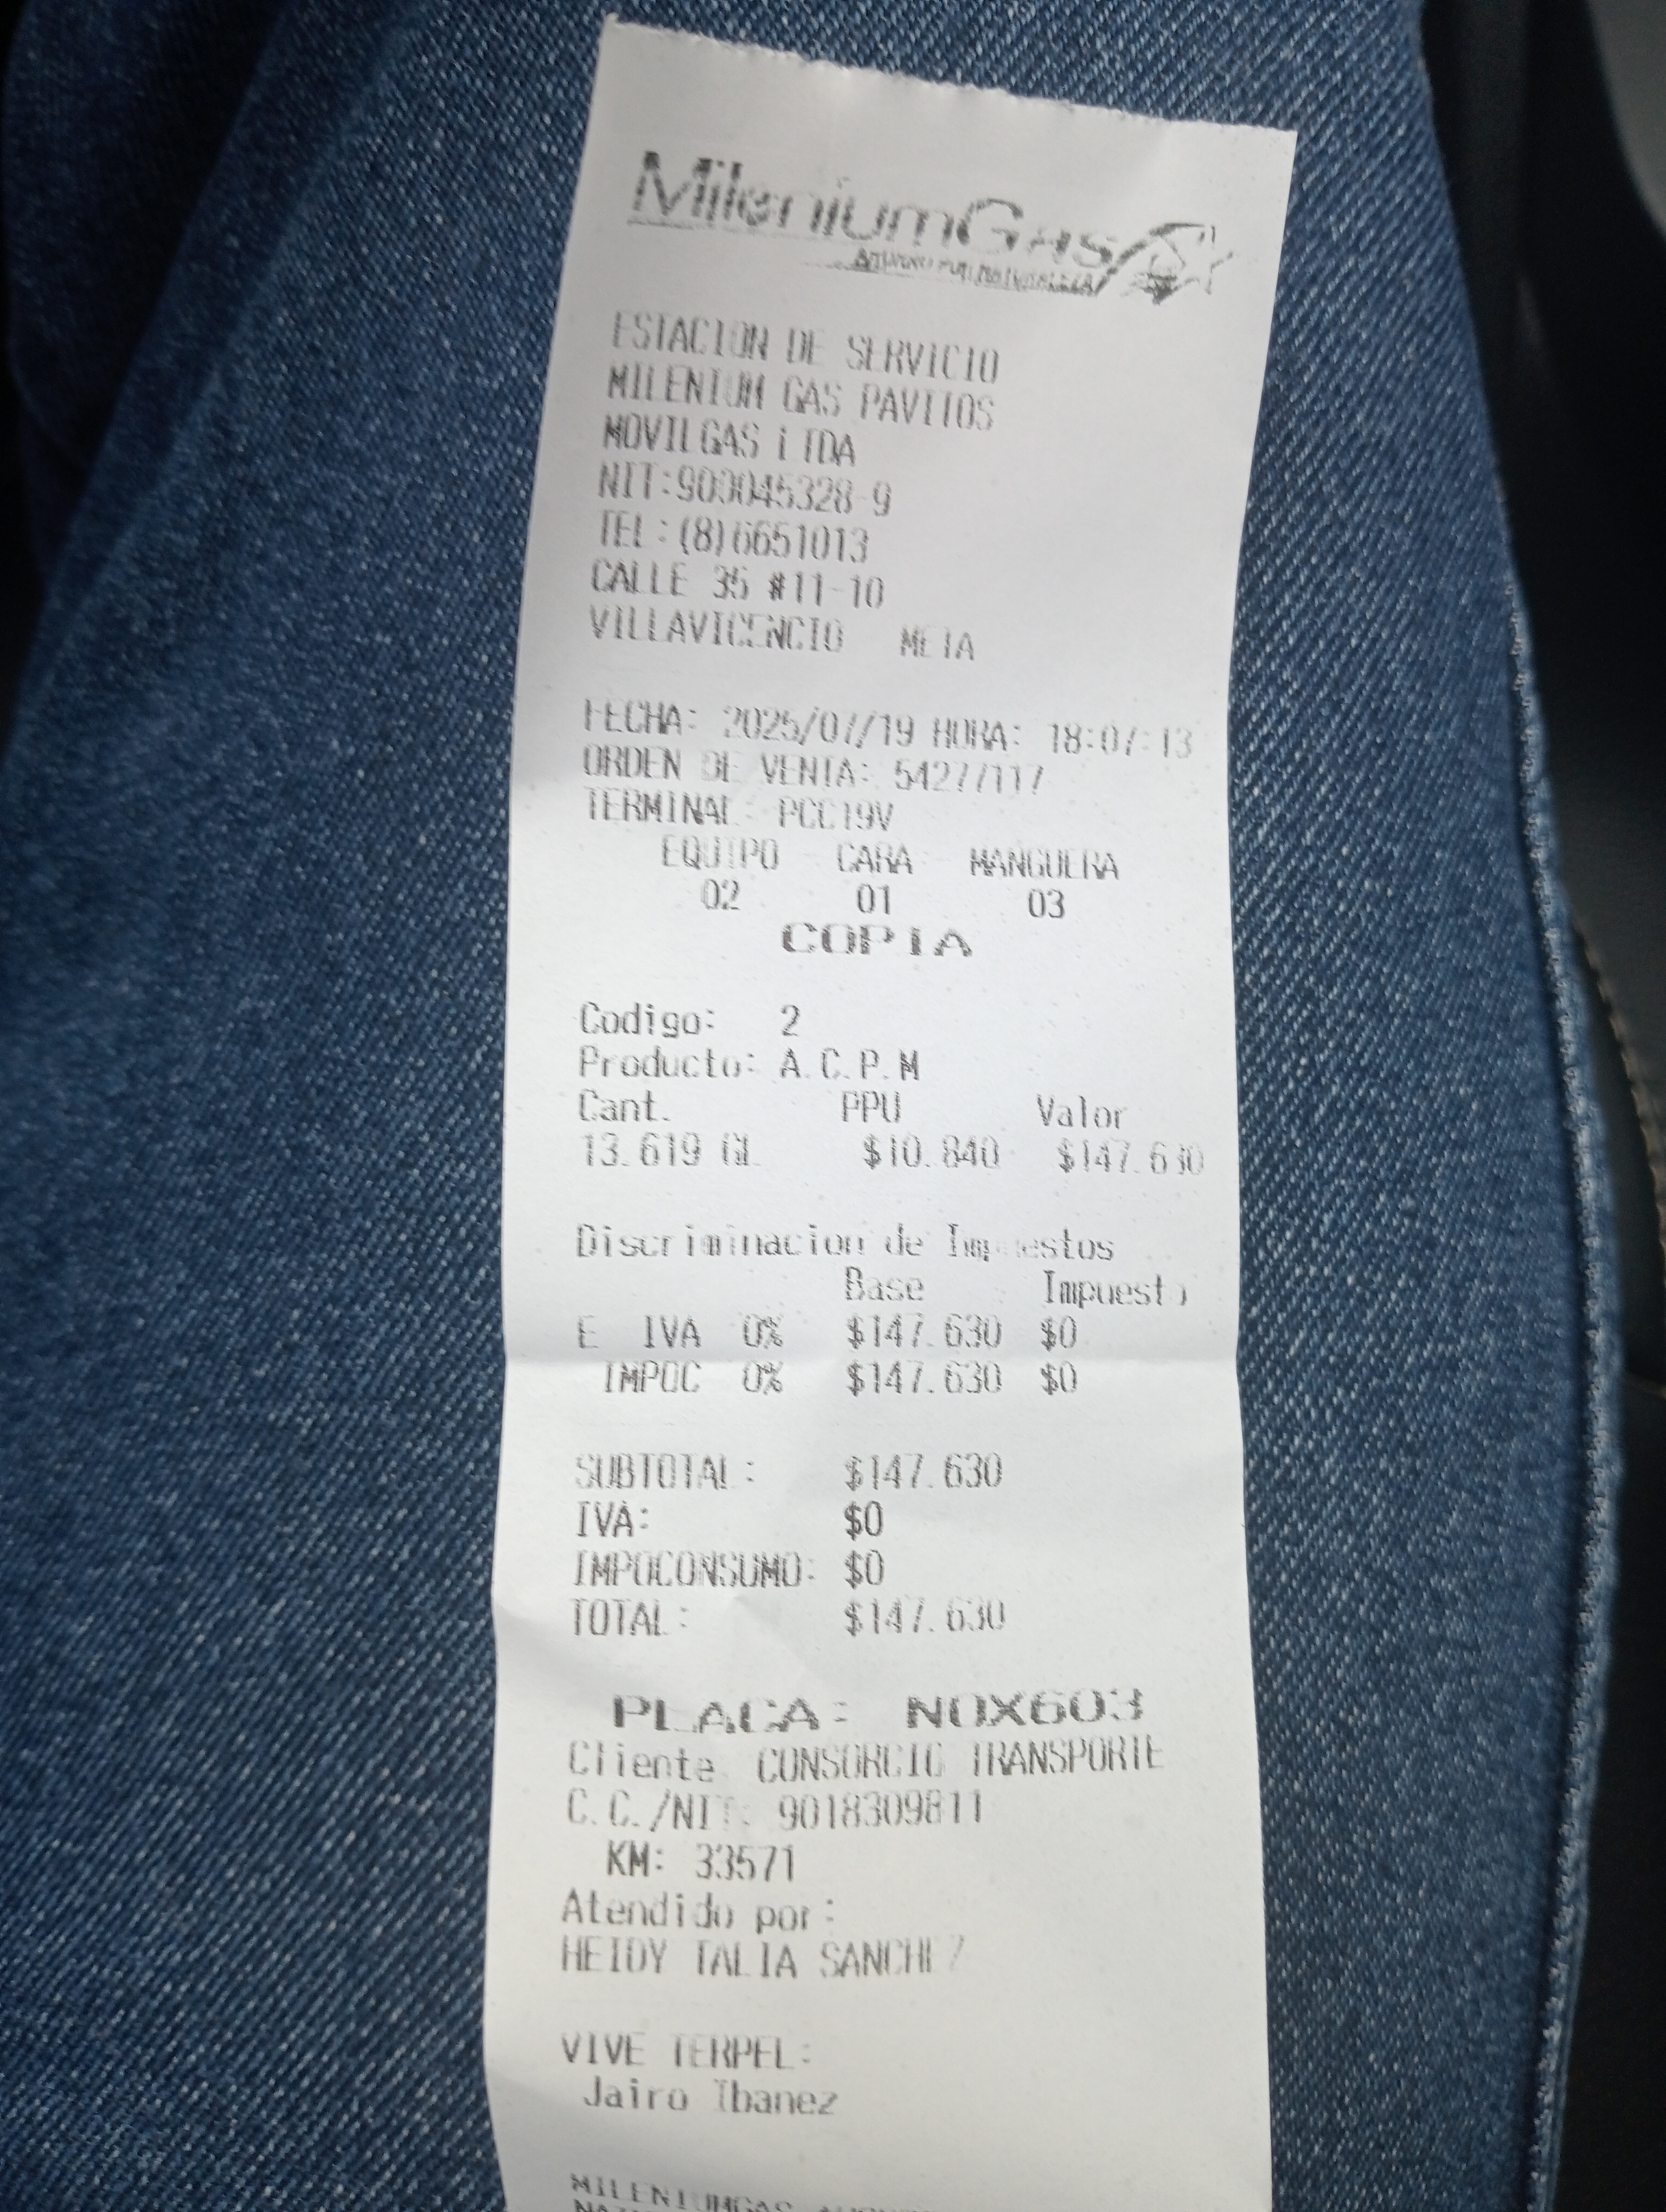 MileniumGas
ESTACION DE SERVICIO
MILENIUM GAS PAVITOS
MOVILGAS LTDA
NIT:900045328-9
TEL:(8)6651013
CALLE 35 #11-10
VILLAVICENCIO META
FECHA: 2025/07/19 HORA: 18:07:13
ORDEN DE VENTA: 54277117
TERMINAL: PCC19V
EQUIPO CARA MANGUERA
02 01 03
COPIA
Codigo: 2
Producto: A.C.P.M
Cant. PPU Valor
13.619 GL $10.840 $147.630
Discriminacion de Impuestos
Base Impuesto
E IVA 0% $147.630 $0
IMPOC 0% $147.630 $0
SUBTOTAL: $147.630
IVA: $0
IMPOCONSUMO: $0
TOTAL: $147.630
PLACA: NOX603
Cliente CONSORCIO TRANSPORTE
C.C./NIT: 9018309811
KM: 33571
Atendido por:
HEIDY TALIA SANCHEZ
VIVE TERPEL:
Jairo Ibanez
MILENIUMGAS